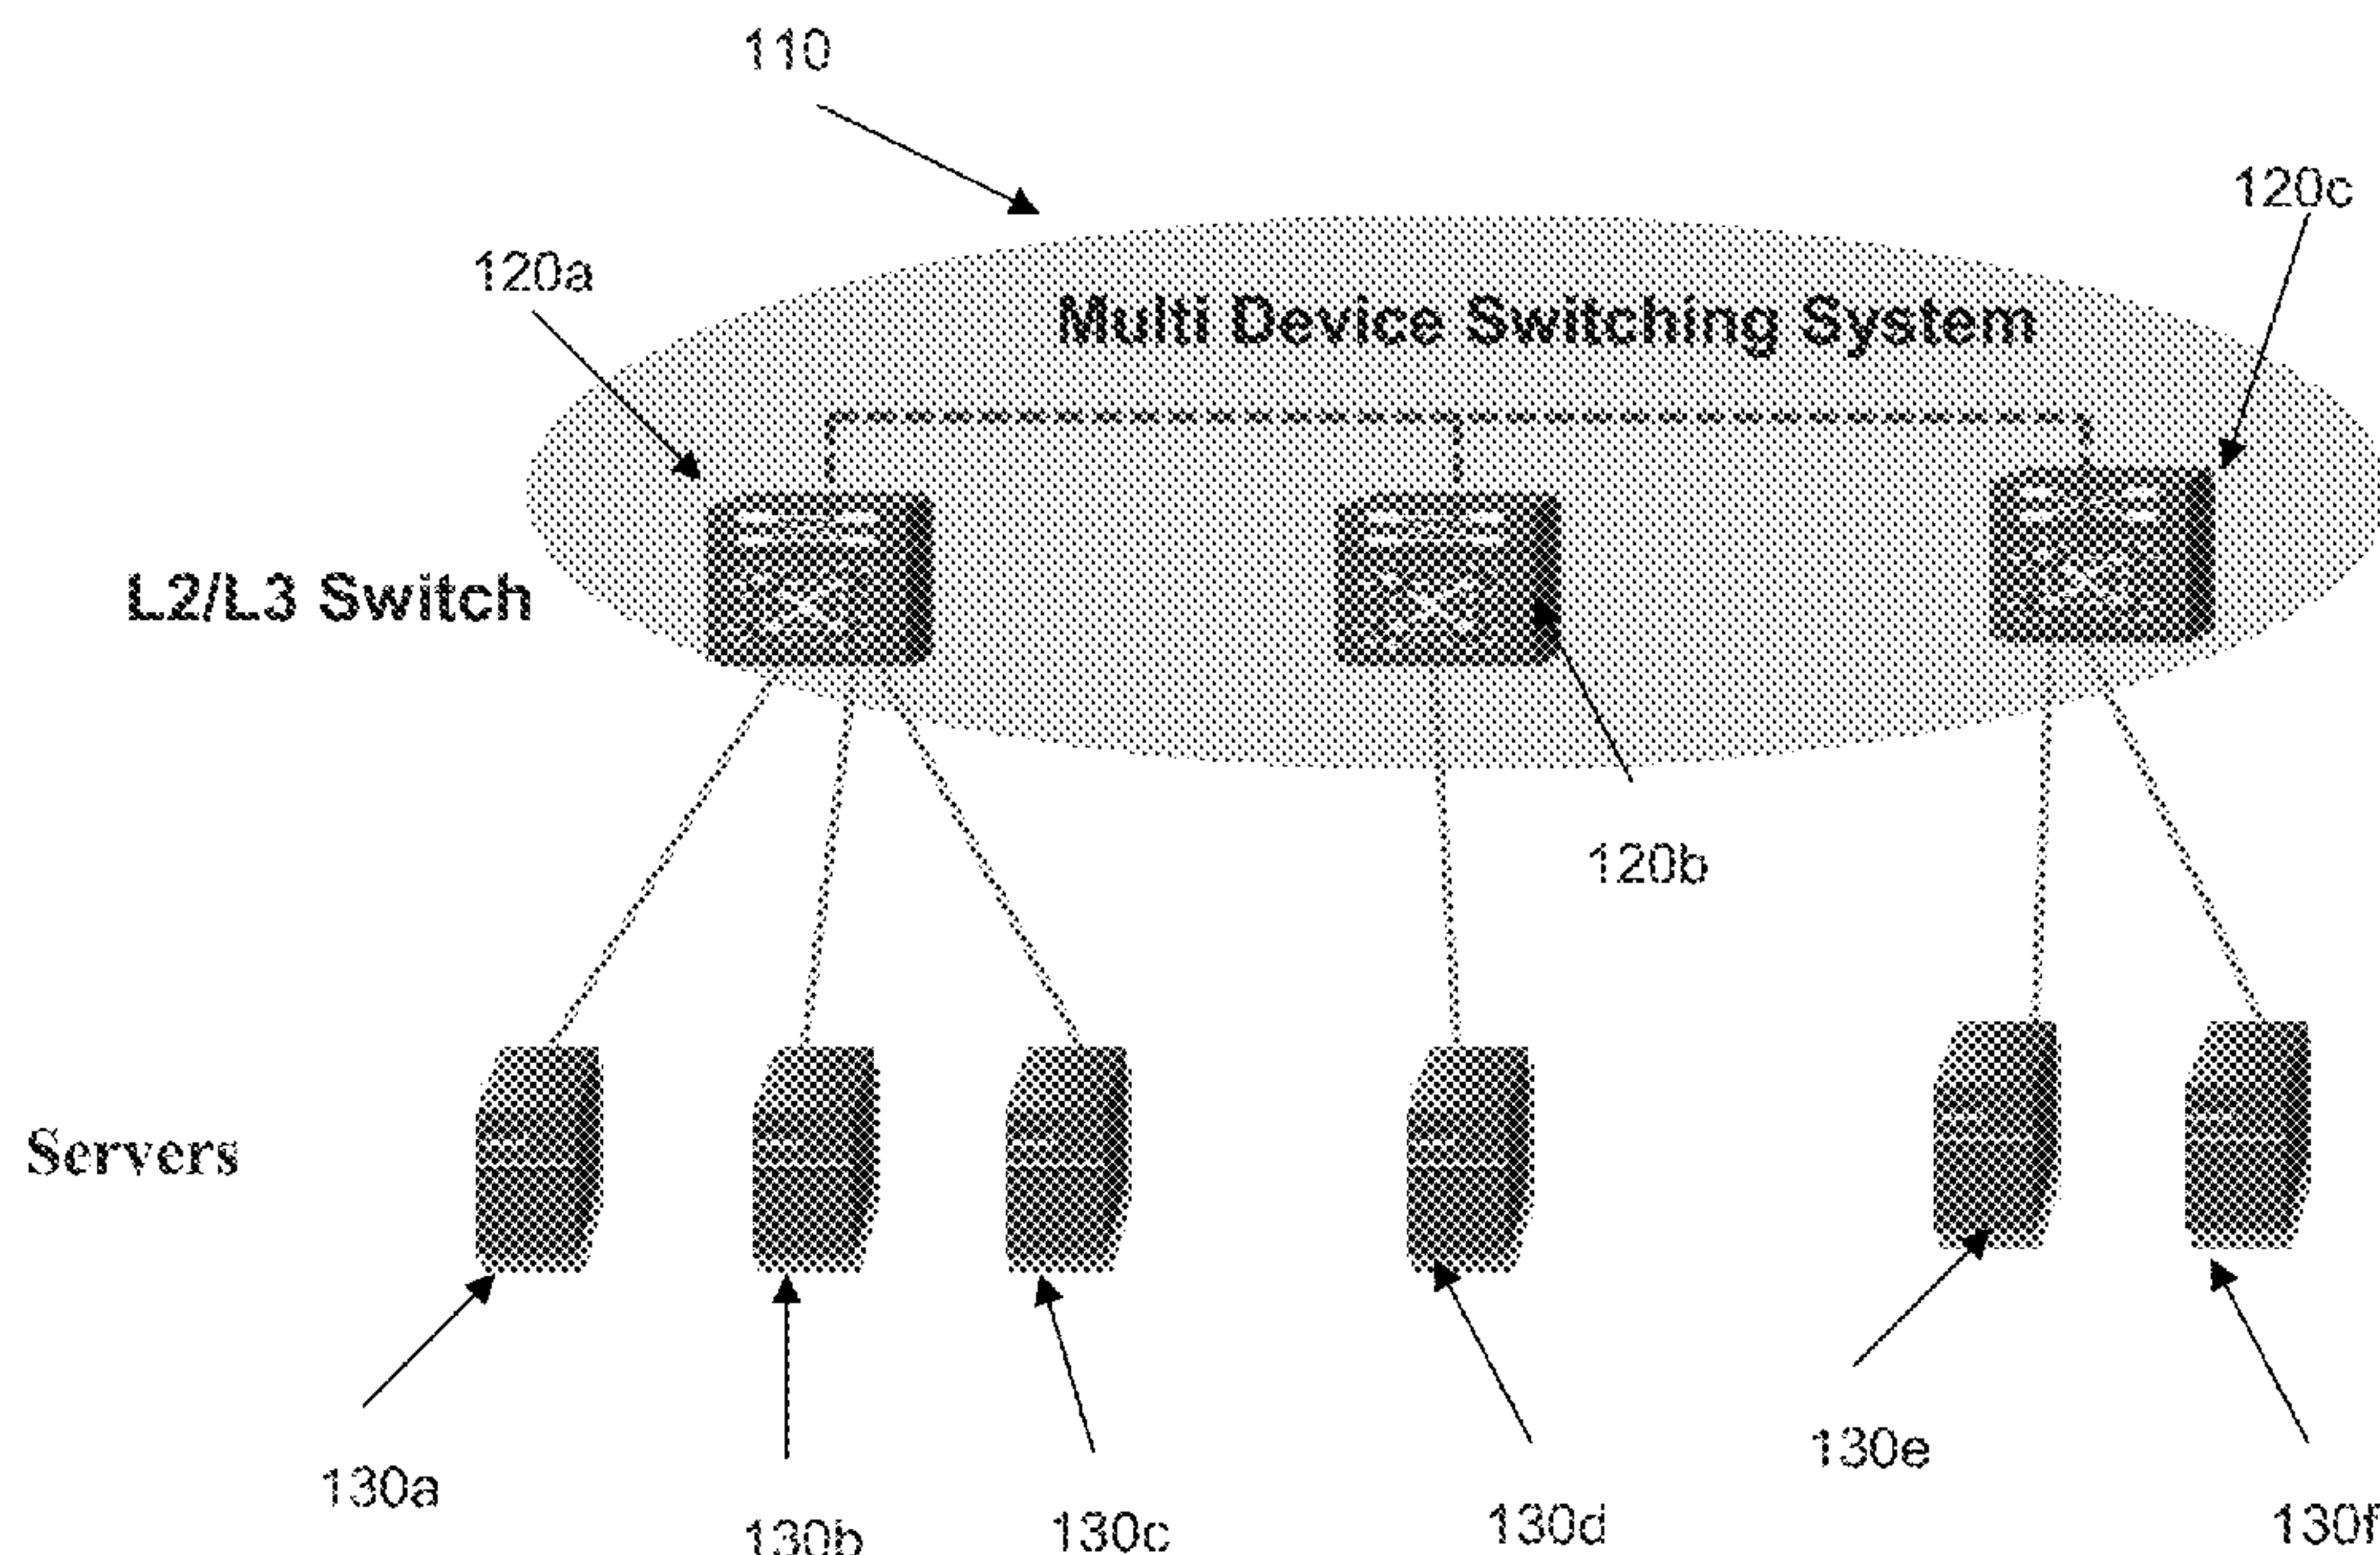 110
120c
120a
Multi Device Switching System
L2/L3 Switch
120b
Servers
130a
130b
130c
130d
130e
130f